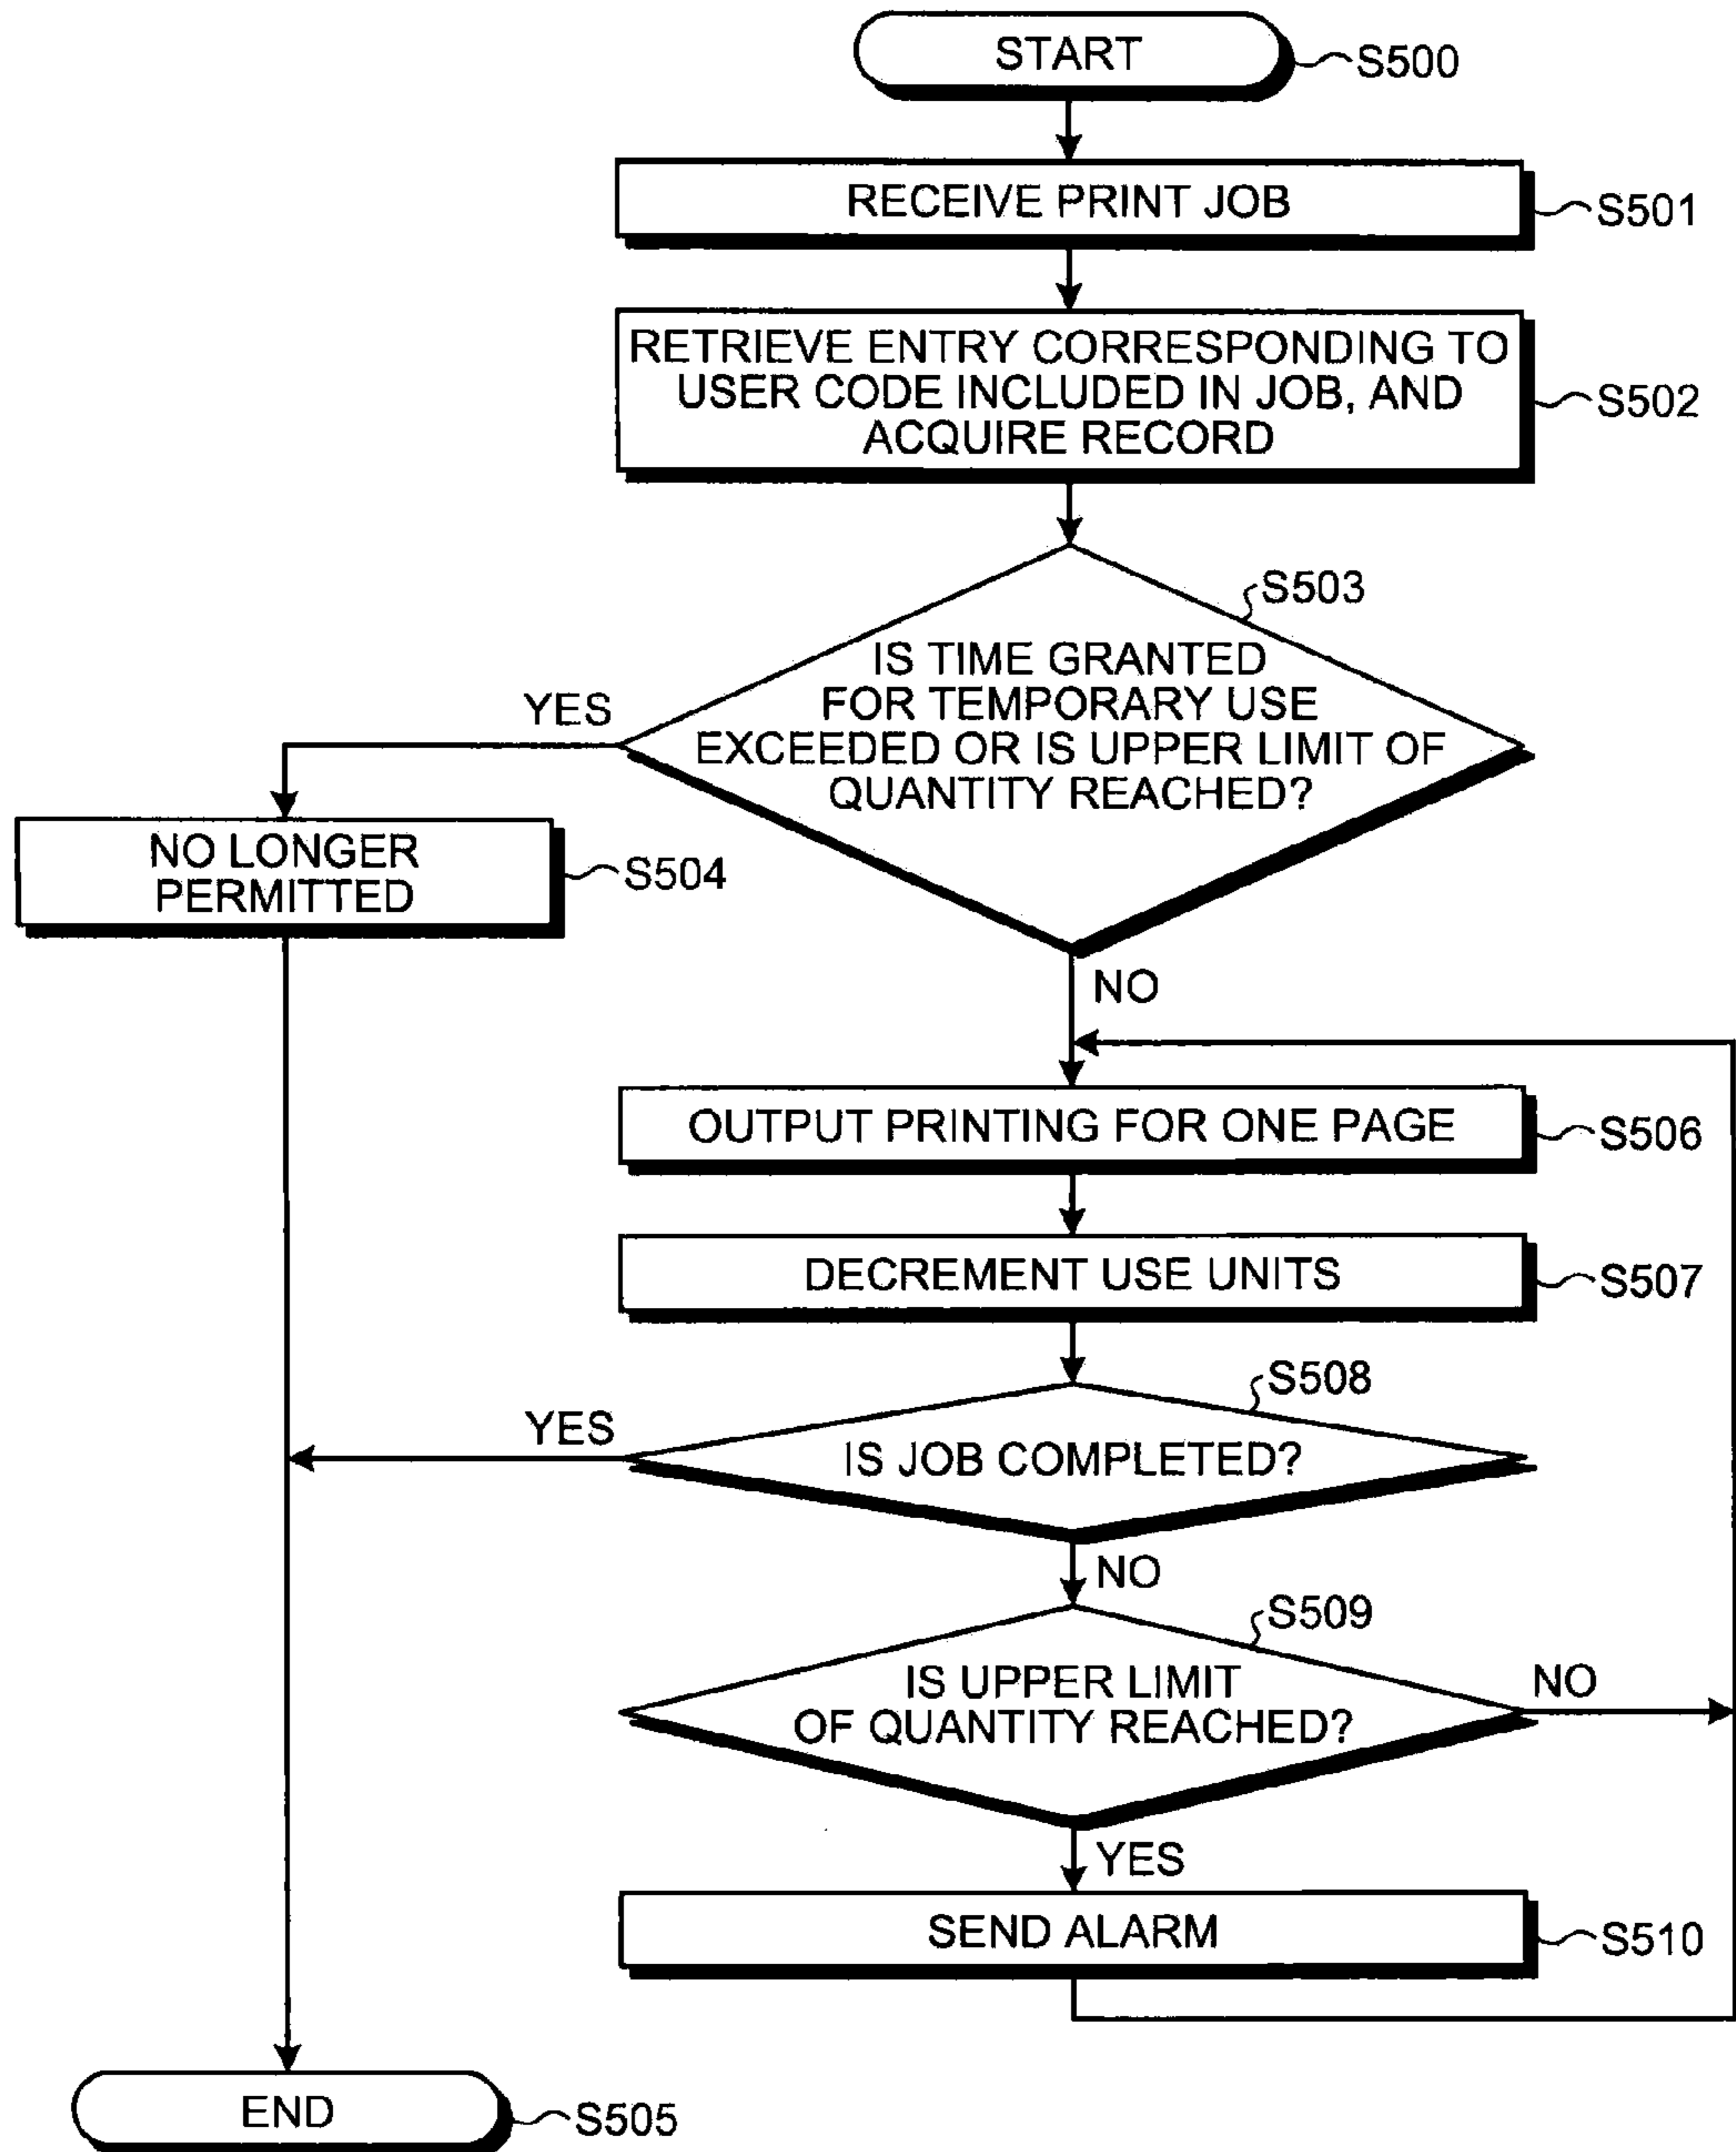 START
S500
RECEIVE PRINT JOB
S501
RETRIEVE ENTRY CORRESPONDING TO
USER CODE INCLUDED IN JOB, AND
ACQUIRE RECORD
S502
S503
IS TIME GRANTED
FOR TEMPORARY USE
EXCEEDED OR IS UPPER LIMIT OF
QUANTITY REACHED?
YES
NO LONGER
PERMITTED
S504
NO
OUTPUT PRINTING FOR ONE PAGE
S506
DECREMENT USE UNITS
S507
S508
YES
IS JOB COMPLETED?
NO
S509
IS UPPER LIMIT
OF QUANTITY REACHED?
NO
YES
SEND ALARM
S510
END
S505